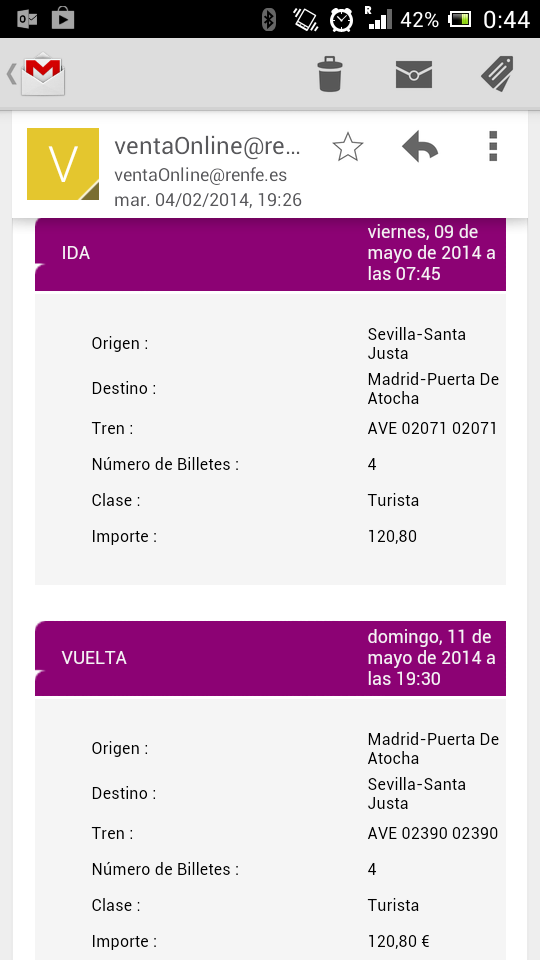 R 42% 0:44
V
ventaOnline@re...
ventaOnline@renfe.es
mar. 04/02/2014, 19:26
IDA
viernes, 09 de
mayo de 2014 a
las 07:45
Origen :
Sevilla-Santa
Justa
Destino :
Madrid-Puerta De
Atocha
Tren :
AVE 02071 02071
Número de Billetes :
4
Clase :
Turista
Importe :
120,80
VUELTA
domingo, 11 de
mayo de 2014 a
las 19:30
Origen :
Madrid-Puerta De
Atocha
Destino :
Sevilla-Santa
Justa
Tren :
AVE 02390 02390
Número de Billetes :
4
Clase :
Turista
Importe :
120,80 €